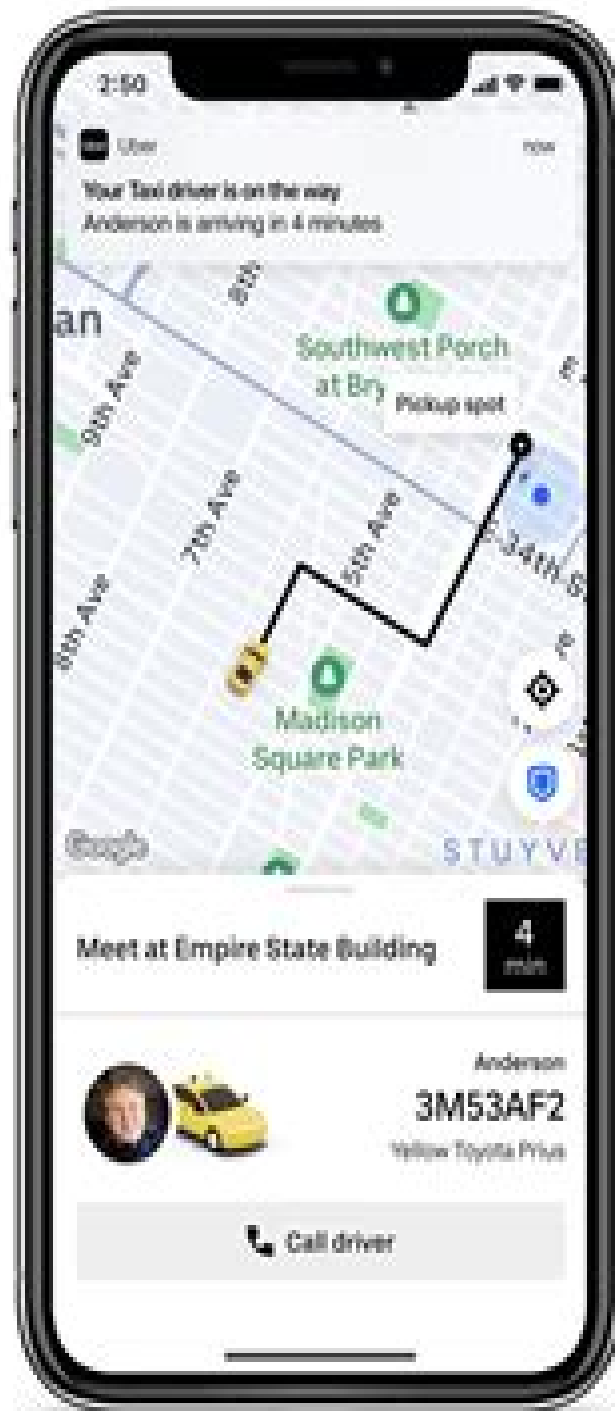 2:50
Uber now
Your Taxi driver is on the way
Anderson is arriving in 4 minutes
8th
an
Southwest Porch
at Bry
Pickup spot
9th Ave
7th Ave
5th Ave
E 34th S
8th Ave
E
Madison
Square Park
Google
STUYVE
Meet at Empire State Building
4
min
Anderson
3M53AF2
Yellow Toyota Prius
Call driver